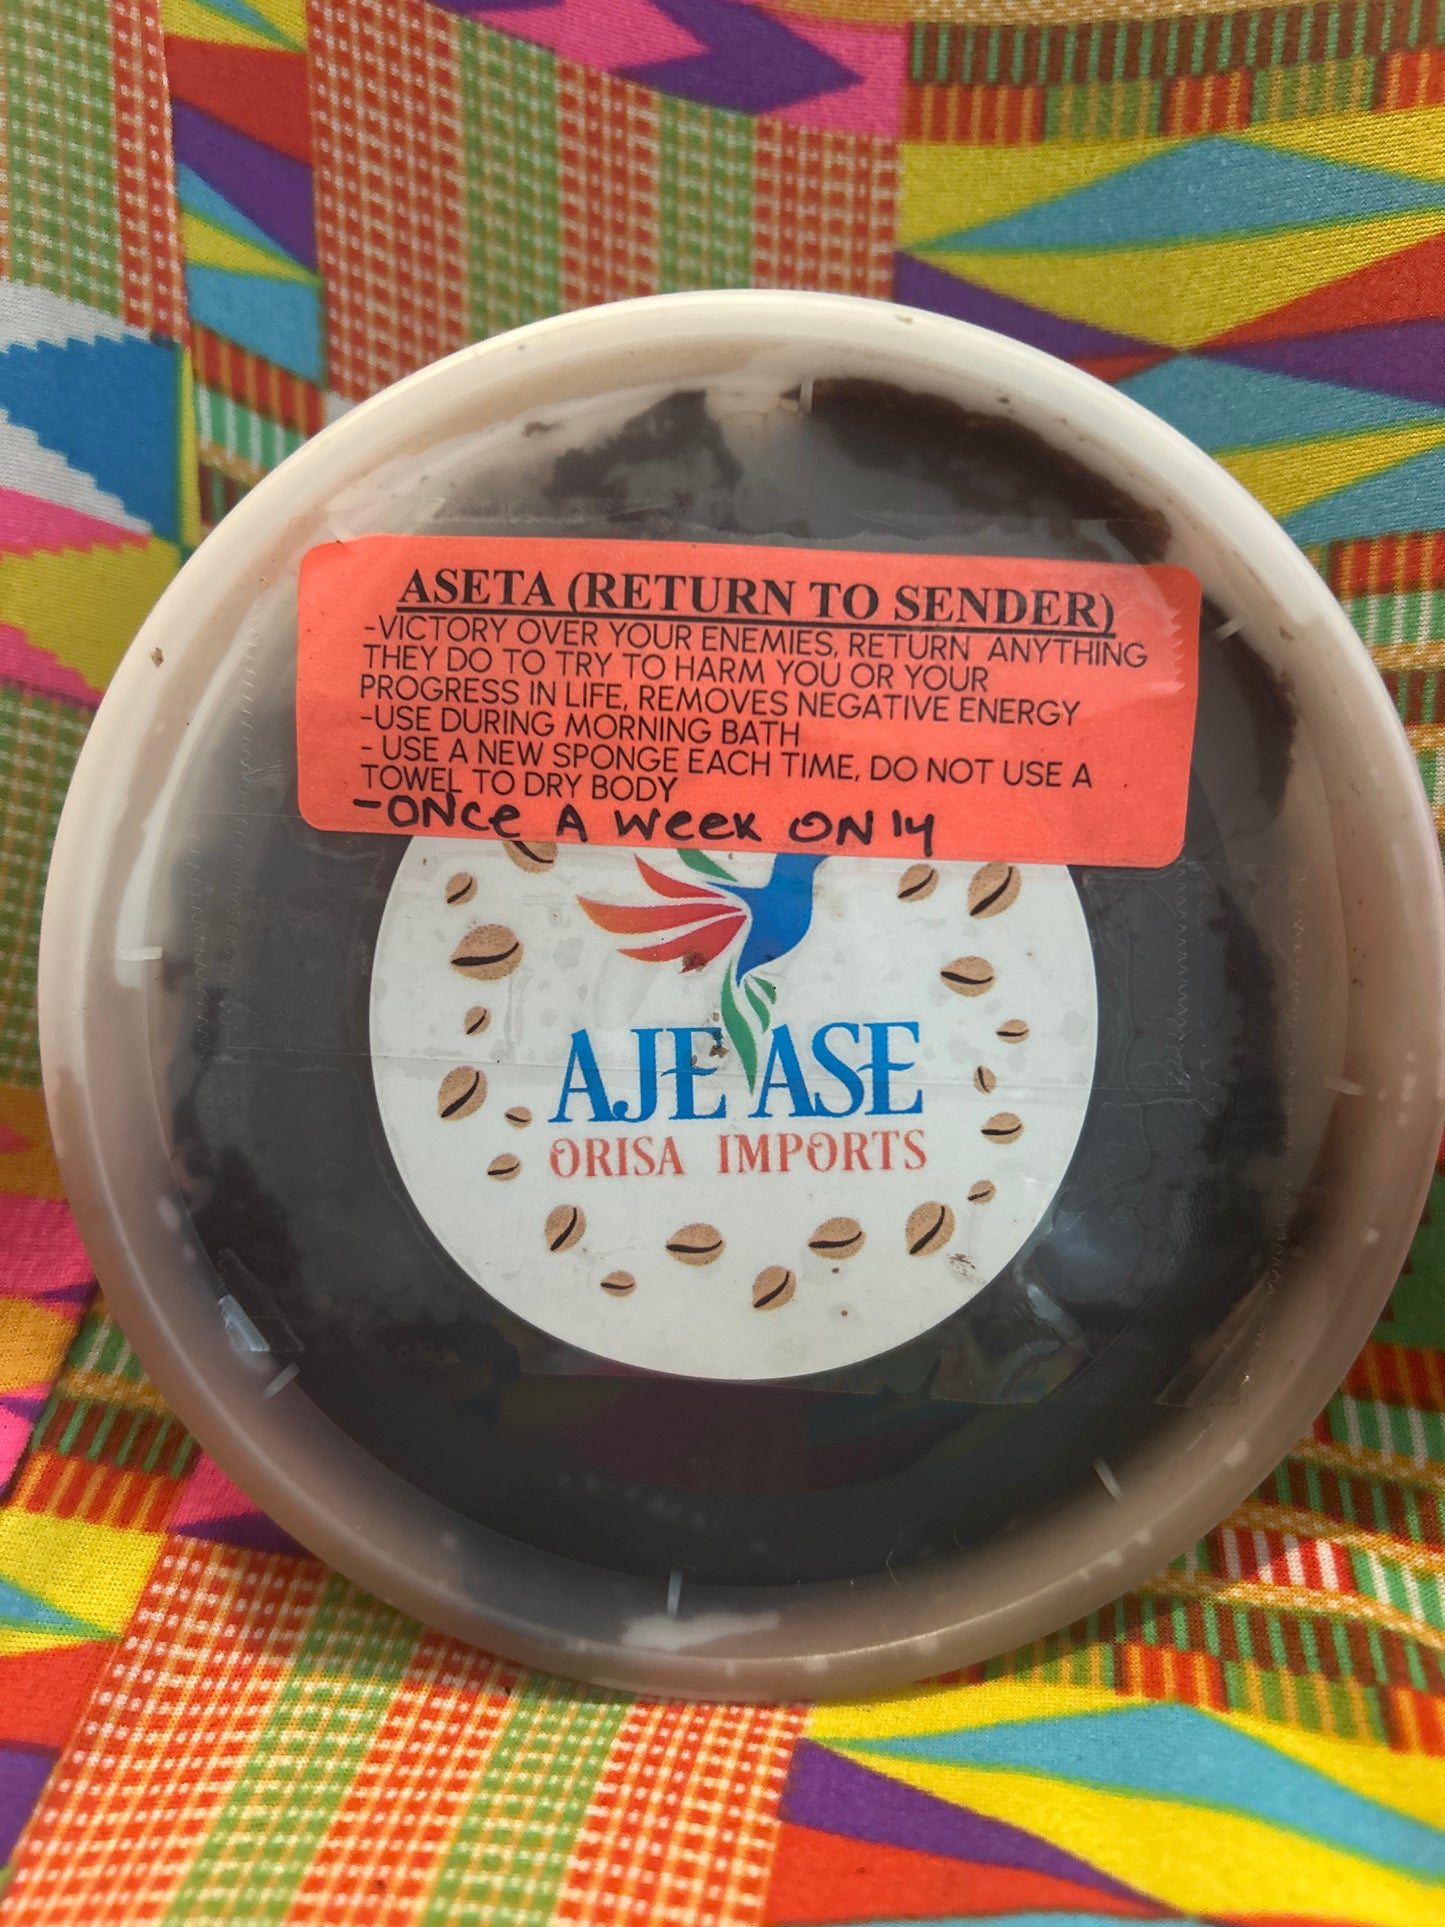 ASETA (RETURN TO SENDER)
-VICTORY OVER YOUR ENEMIES, RETURN ANYTHING
THEY DO TO TRY TO HARM YOU OR YOUR
PROGRESS IN LIFE, REMOVES NEGATIVE ENERGY
-USE DURING MORNING BATH
- USE A NEW SPONGE EACH TIME, DO NOT USE A
TOWEL TO DRY BODY
-ONCe A Week ONly
AJE ASE
ORISA IMPORTS